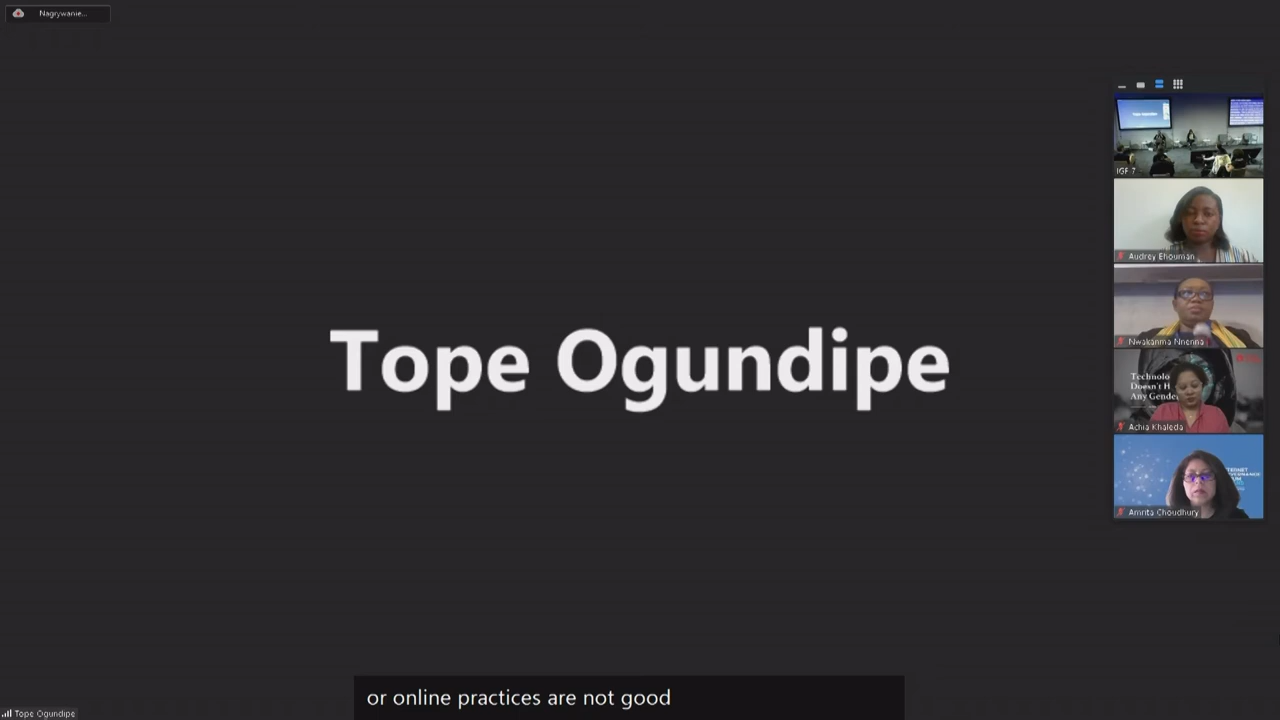 Nagrywanie...
Tope Ogundipe
IGF 7
Audrey Ehouman
Nwakanma Nnenna
Technolo
Doesn't H
Any Gende
Achia Khaleda
Amrita Choudhury
or online practices are not good
Tope Ogundipe